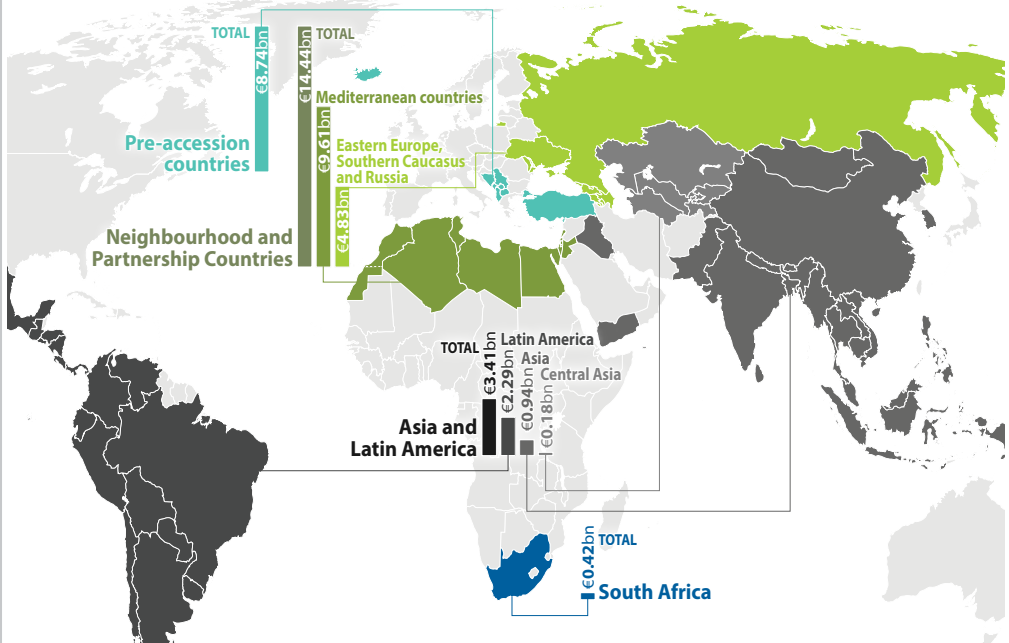 TOTAL
€8.74bn
Pre-accession
countries
€14.44bn
TOTAL
Mediterranean countries
€9.61bn
Eastern Europe,
Southern Caucasus
and Russia
€4.83bn
Neighbourhood and
Partnership Countries
TOTAL
€3.41bn
Latin America
€2.29bn
Asia
€0.94bn
Central Asia
€0.18bn
Asia and
Latin America
€0.42bn
TOTAL
South Africa